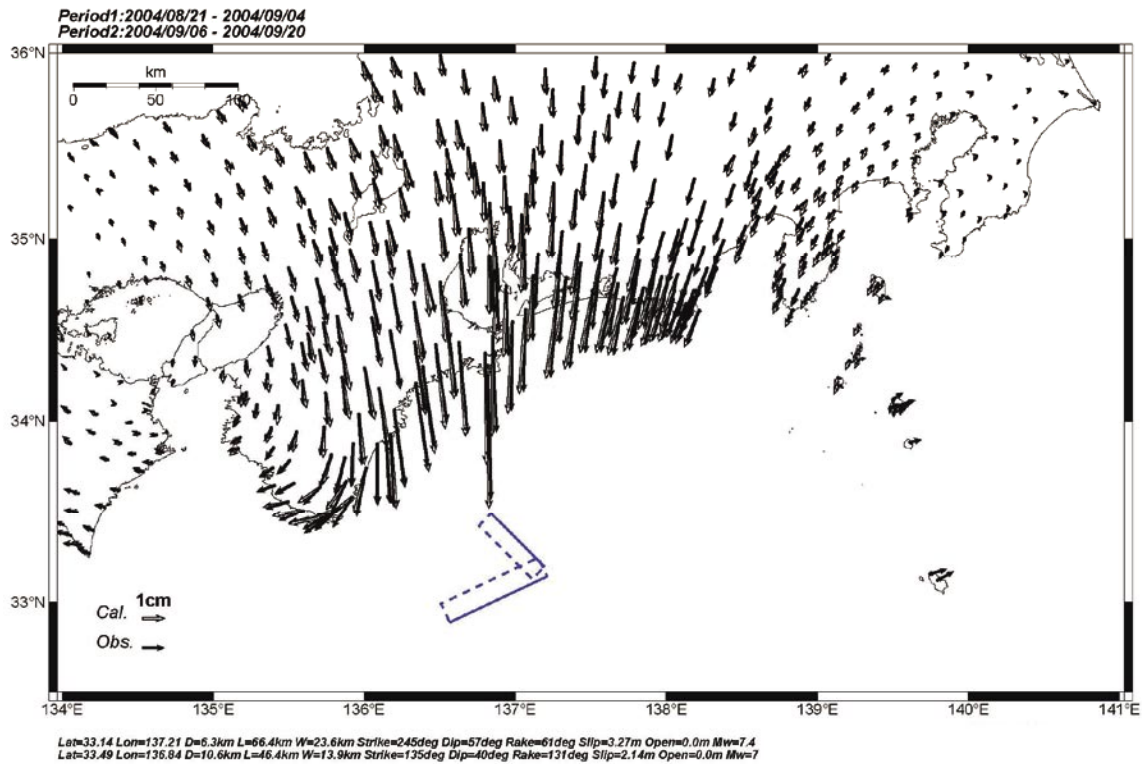 Period1:2004/08/21 - 2004/09/04
Period2:2004/09/06 - 2004/09/20
36°N
km
0 50 100
35°N
34°N
33°N
1cm
Cal.
Obs.
134°E 135°E 136°E 137°E 138°E 139°E 140°E 141°E
Lat=33.14 Lon=137.21 D=6.3km L=66.4km W=23.6km Strike=245deg Dip=57deg Rake=61deg Slip=3.27m Open=0.0m Mw=7.4
Lat=33.49 Lon=136.84 D=10.6km L=46.4km W=13.9km Strike=135deg Dip=40deg Rake=131deg Slip=2.14m Open=0.0m Mw=7